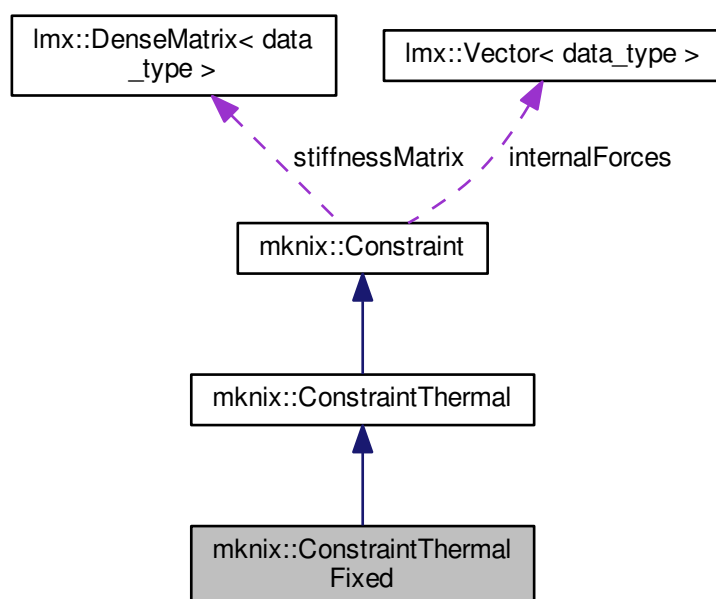 lmx::DenseMatrix< data
_type >
lmx::Vector< data_type >
stiffnessMatrix
internalForces
mknix::Constraint
mknix::ConstraintThermal
mknix::ConstraintThermal
Fixed